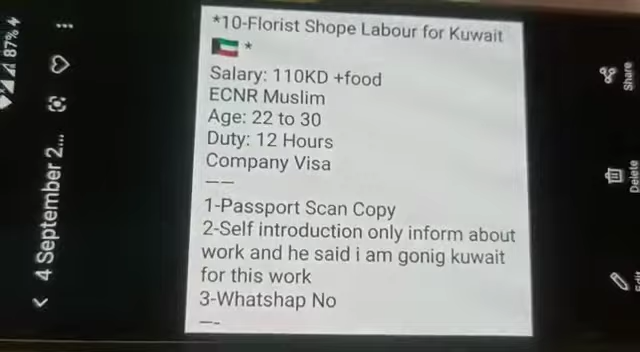 *10-Florist Shope Labour for Kuwait
🇰🇼 *
Salary: 110KD +food
ECNR Muslim
Age: 22 to 30
Duty: 12 Hours
Company Visa
——
1-Passport Scan Copy
2-Self introduction only inform about
work and he said i am gonig kuwait
for this work
3-Whatshap No
—-
87%
4 September 2...
Share
Delete
Edit